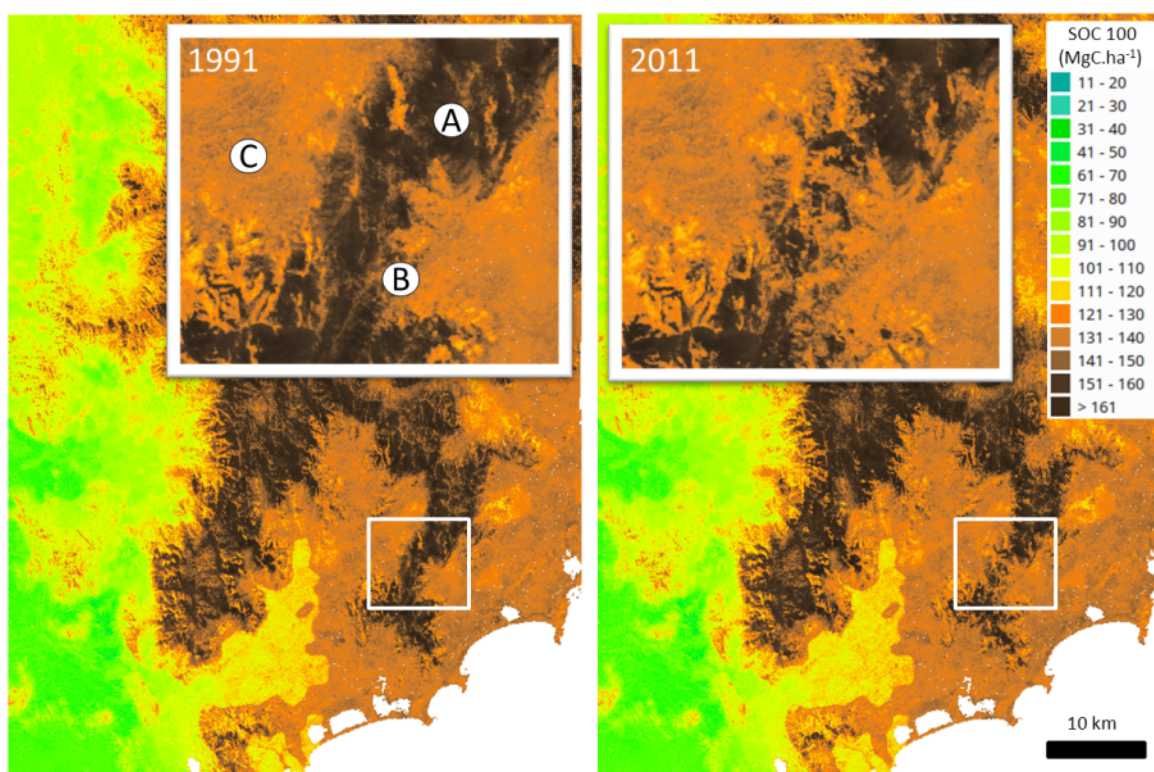 1991
A
C
B
2011
SOC 100
(MgC.ha⁻¹)
11 - 20
21 - 30
31 - 40
41 - 50
61 - 70
71 - 80
81 - 90
91 - 100
101 - 110
111 - 120
121 - 130
131 - 140
141 - 150
151 - 160
> 161
10 km